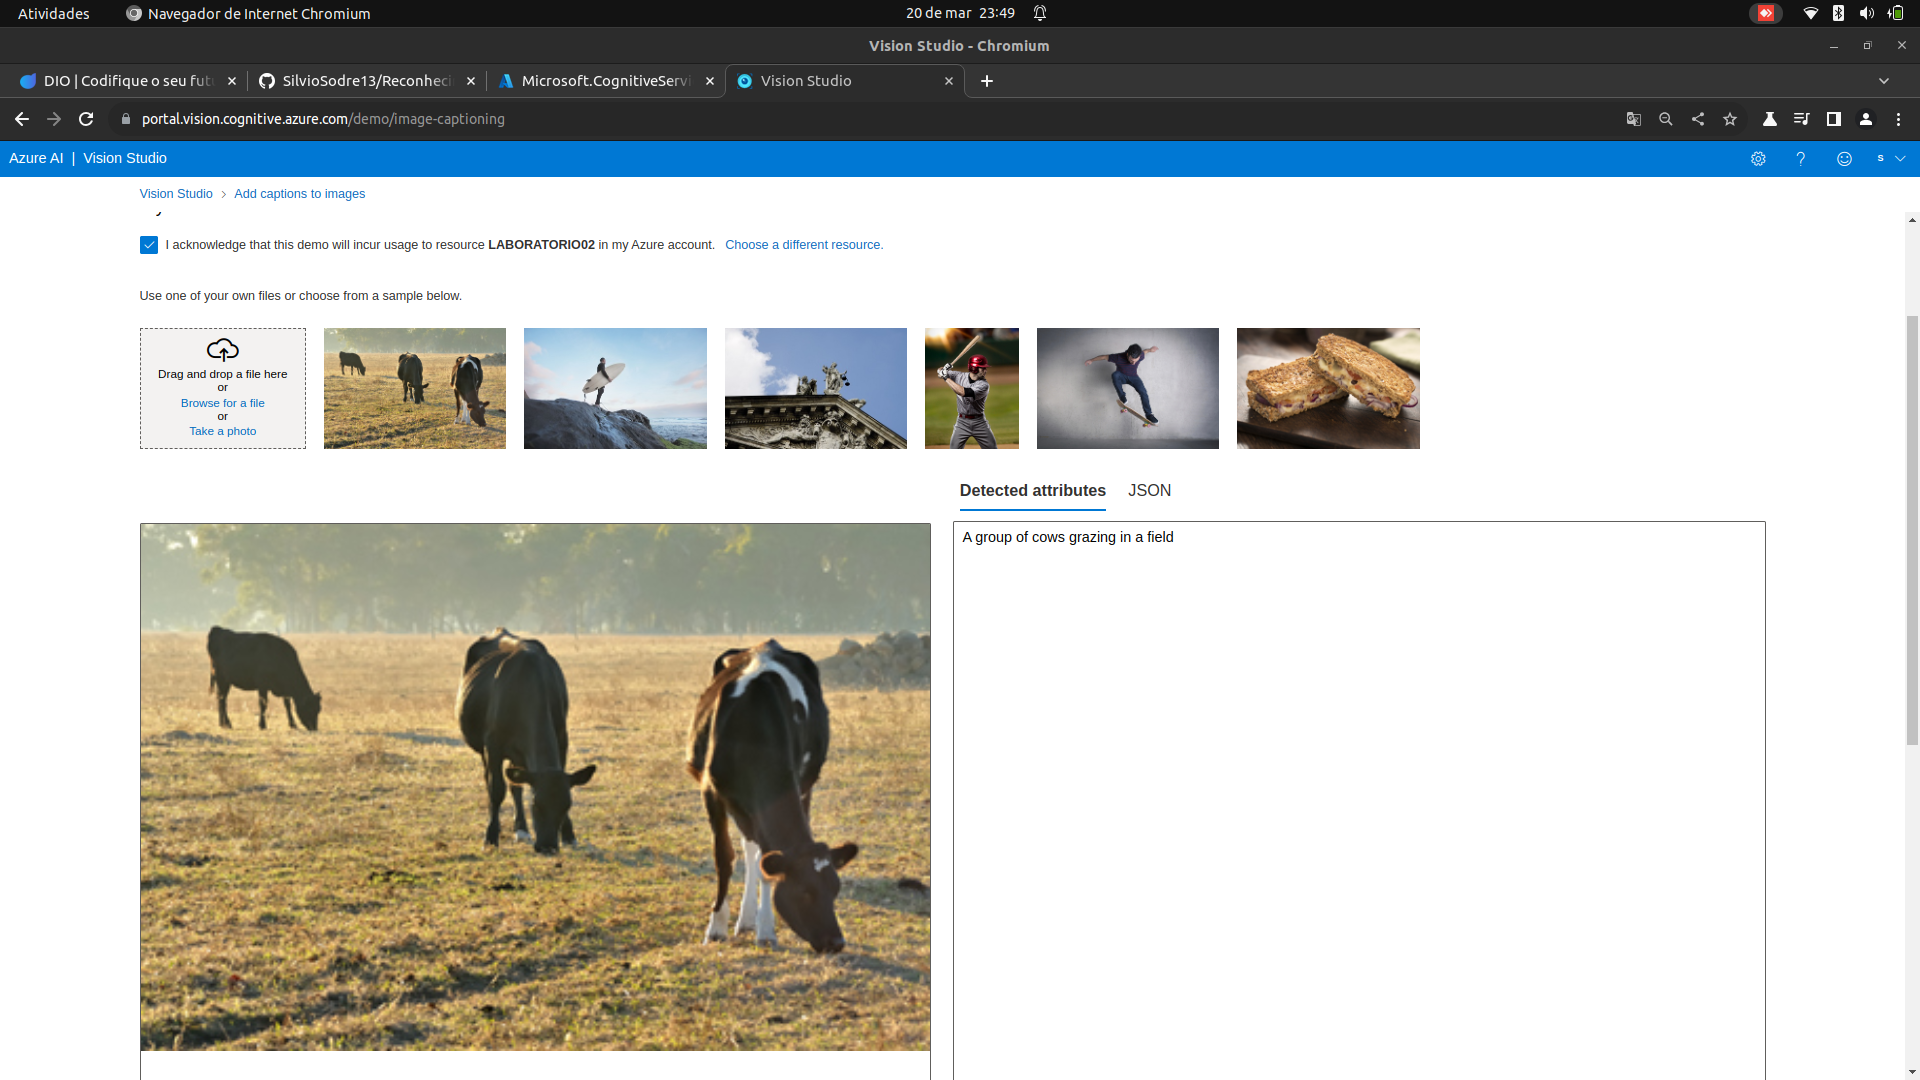 Atividades
Navegador de Internet Chromium
20 de mar 23:49
Vision Studio - Chromium
DIO | Codifique o seu futu
SilvioSodre13/Reconheci
Microsoft.CognitiveServi
Vision Studio
portal.vision.cognitive.azure.com/demo/image-captioning
Azure AI | Vision Studio
S
Vision Studio > Add captions to images
I acknowledge that this demo will incur usage to resource LABORATORIO02 in my Azure account. Choose a different resource.
Use one of your own files or choose from a sample below.
Drag and drop a file here
or
Browse for a file
or
Take a photo
Detected attributes
JSON
A group of cows grazing in a field